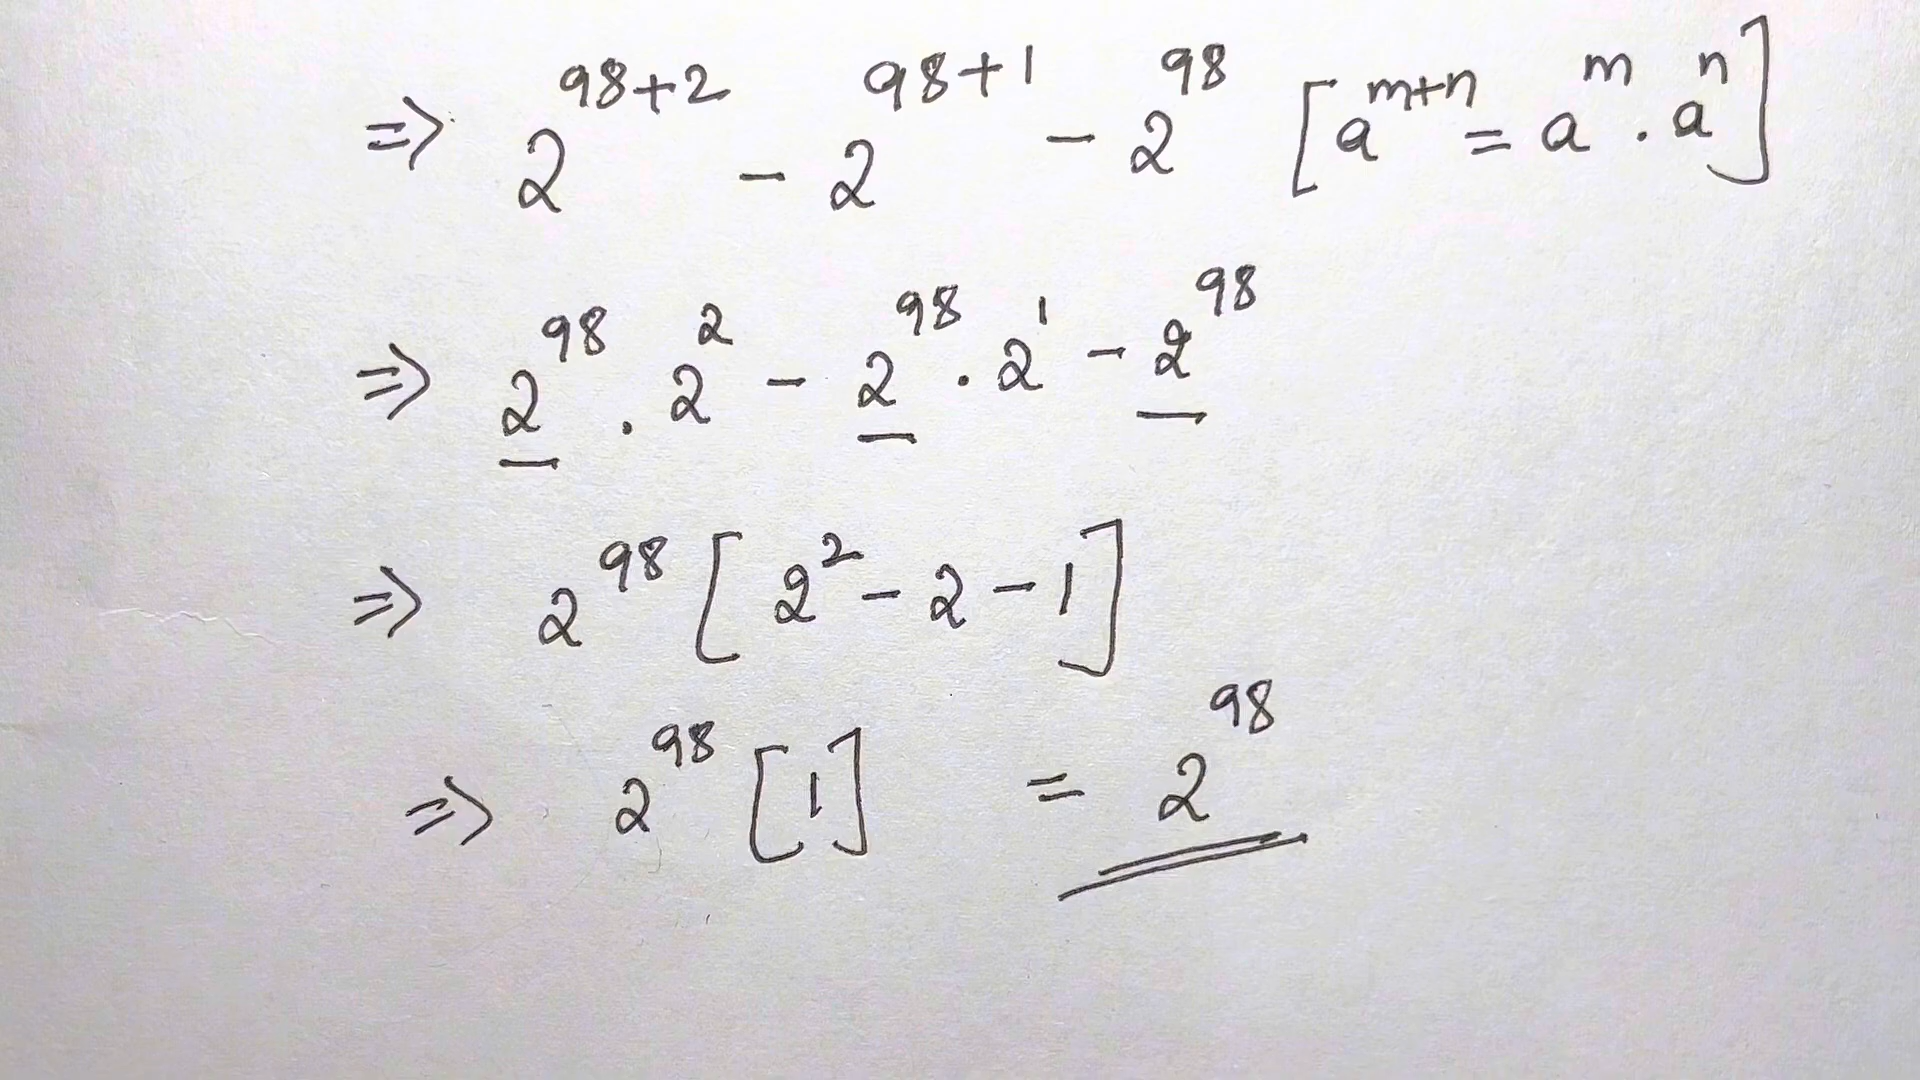 ⇒ 2^{98+2} - 2^{98+1} - 2^{98} [a^{m+n} = a^m . a^n]
⇒ 2^{98} . 2^2 - 2^{98} . 2^1 - 2^{98}
⇒ 2^{98} [2^2 - 2 - 1]
⇒ 2^{98} [1] = 2^{98}